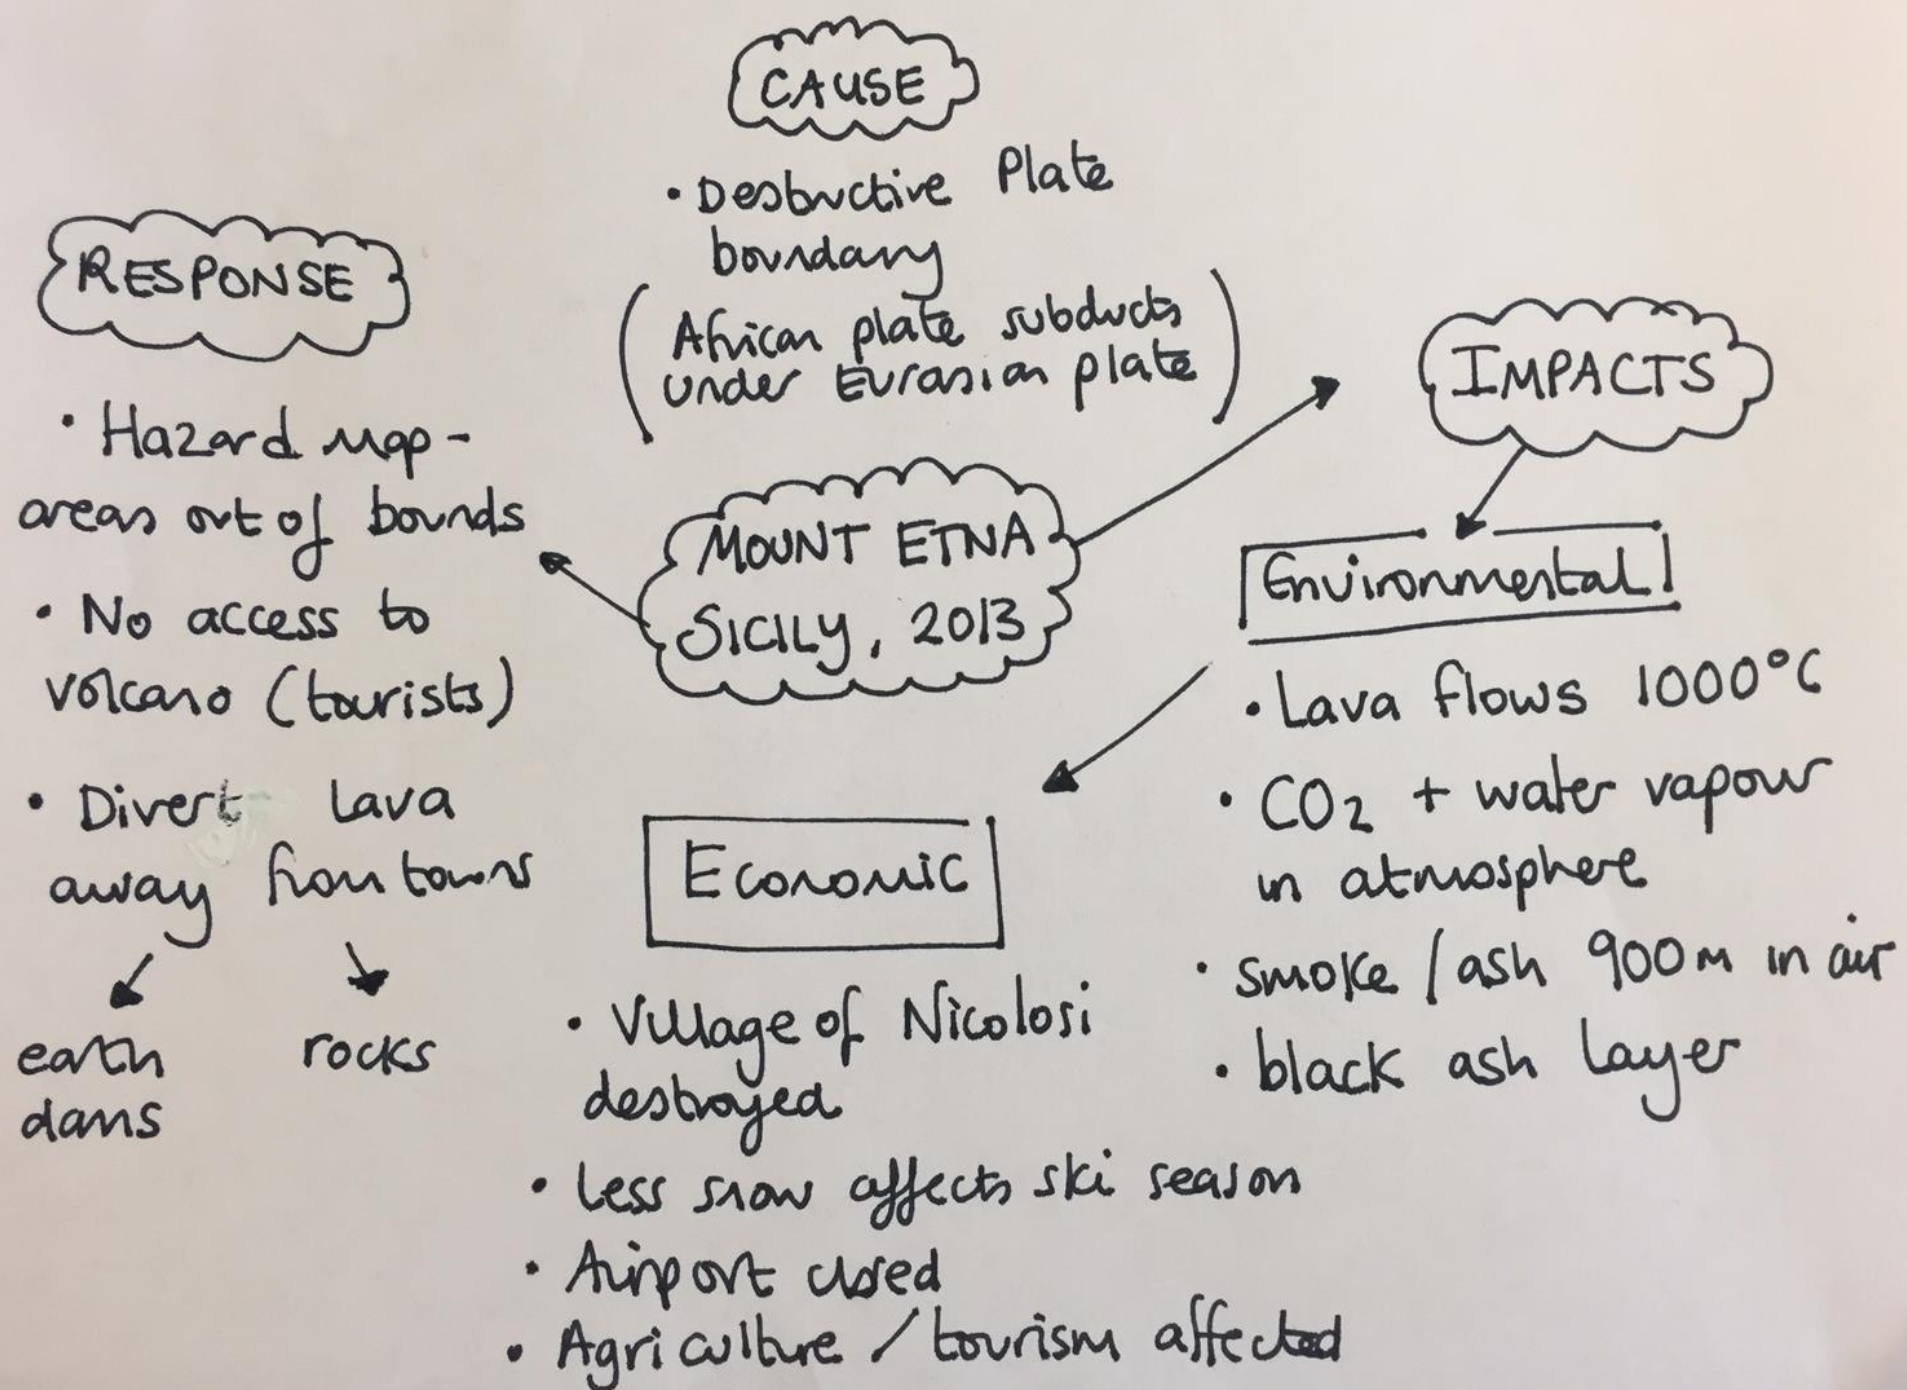 CAUSE
• Destructive Plate
boundary
(African plate subducts
under Eurasian plate)
RESPONSE
• Hazard map -
areas out of bounds
• No access to
volcano (tourists)
• Divert lava
away from towns
earth
dams
rocks
MOUNT ETNA
SICILY, 2013
IMPACTS
Environmental
• Lava flows 1000°C
• CO2 + water vapour
in atmosphere
• smoke / ash 900m in air
• black ash layer
Economic
• Village of Nicolosi
destroyed
• less snow affects ski season
• Airport closed
• Agriculture / tourism affected